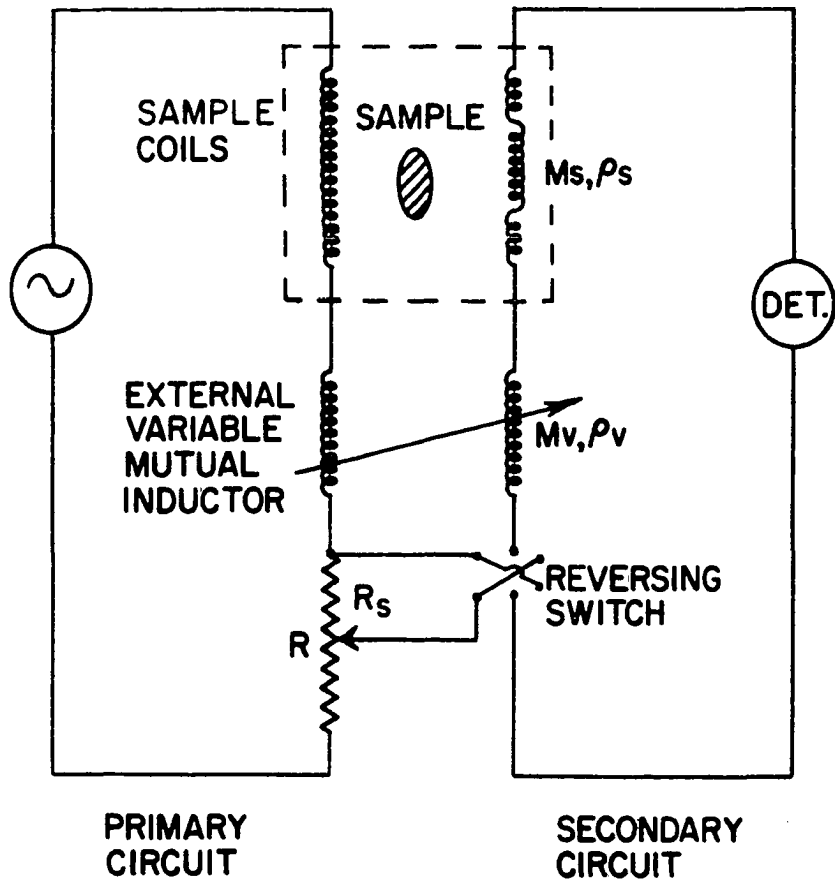 SAMPLE
COILS
SAMPLE
Ms, ρs
DET.
EXTERNAL
VARIABLE
MUTUAL
INDUCTOR
Mv, ρv
Rs
R
REVERSING
SWITCH
PRIMARY
CIRCUIT
SECONDARY
CIRCUIT